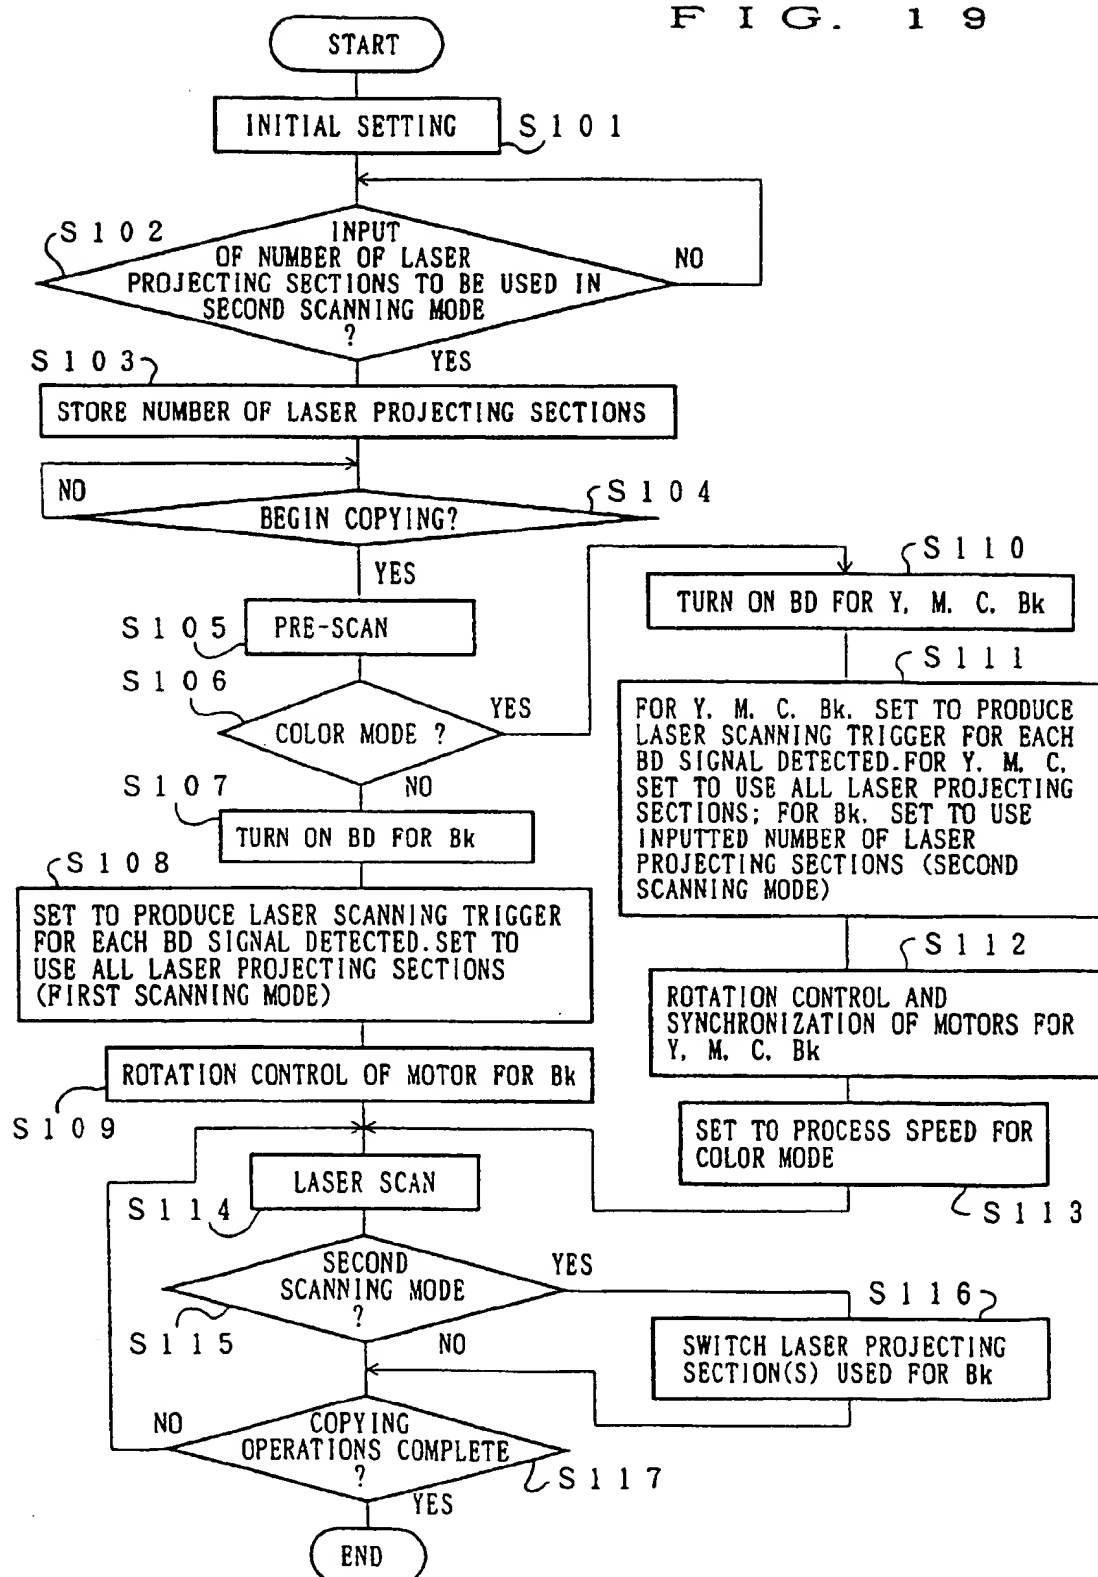 FIG. 19
START
INITIAL SETTING
S101
S102
INPUT
OF NUMBER OF LASER
PROJECTING SECTIONS TO BE USED IN
SECOND SCANNING MODE
?
NO
YES
S103
STORE NUMBER OF LASER PROJECTING SECTIONS
NO
BEGIN COPYING?
S104
YES
S105
PRE-SCAN
S106
COLOR MODE ?
YES
NO
S107
TURN ON BD FOR Bk
S108
SET TO PRODUCE LASER SCANNING TRIGGER
FOR EACH BD SIGNAL DETECTED.SET TO
USE ALL LASER PROJECTING SECTIONS
(FIRST SCANNING MODE)
ROTATION CONTROL OF MOTOR FOR Bk
S109
S110
TURN ON BD FOR Y. M. C. Bk
S111
FOR Y. M. C. Bk. SET TO PRODUCE
LASER SCANNING TRIGGER FOR EACH
BD SIGNAL DETECTED.FOR Y. M. C.
SET TO USE ALL LASER PROJECTING
SECTIONS; FOR Bk. SET TO USE
INPUTTED NUMBER OF LASER
PROJECTING SECTIONS (SECOND
SCANNING MODE)
S112
ROTATION CONTROL AND
SYNCHRONIZATION OF MOTORS FOR
Y. M. C. Bk
SET TO PROCESS SPEED FOR
COLOR MODE
S113
LASER SCAN
S114
SECOND
SCANNING MODE
?
YES
S115
NO
S116
SWITCH LASER PROJECTING
SECTION(S) USED FOR Bk
NO
COPYING
OPERATIONS COMPLETE
?
S117
YES
END